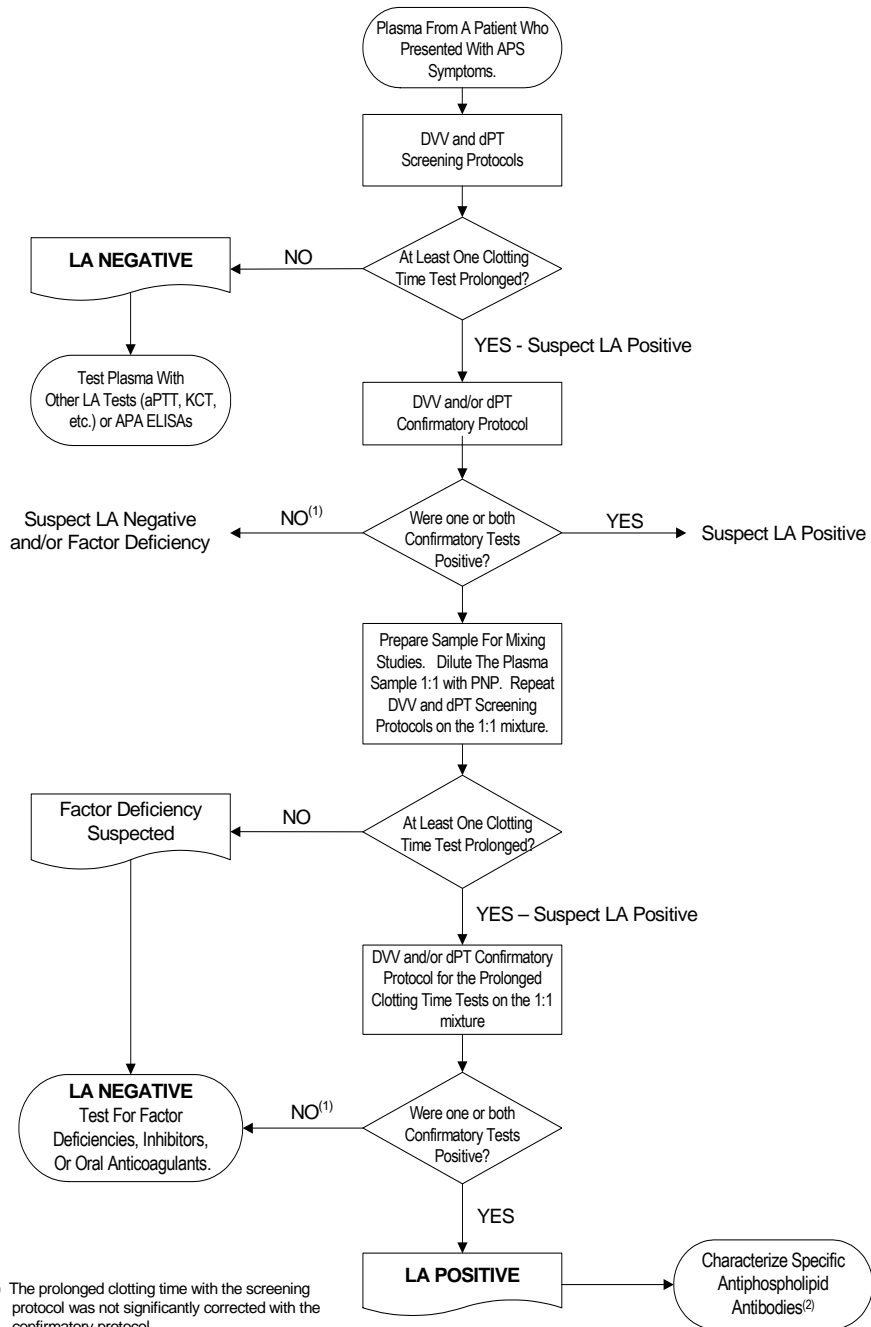 Plasma From A Patient Who
Presented With APS
Symptoms.
DVV and dPT
Screening Protocols
At Least One Clotting
Time Test Prolonged?
NO
LA NEGATIVE
Test Plasma With
Other LA Tests (aPTT, KCT,
etc.) or APA ELISAs
YES - Suspect LA Positive
DVV and/or dPT
Confirmatory Protocol
Were one or both
Confirmatory Tests
Positive?
NO(1)
Suspect LA Negative
and/or Factor Deficiency
YES
Suspect LA Positive
Prepare Sample For Mixing
Studies. Dilute The Plasma
Sample 1:1 with PNP. Repeat
DVV and dPT Screening
Protocols on the 1:1 mixture.
At Least One Clotting
Time Test Prolonged?
NO
Factor Deficiency
Suspected
YES – Suspect LA Positive
DVV and/or dPT Confirmatory
Protocol for the Prolonged
Clotting Time Tests on the 1:1
mixture
Were one or both
Confirmatory Tests
Positive?
NO(1)
LA NEGATIVE
Test For Factor
Deficiencies, Inhibitors,
Or Oral Anticoagulants.
YES
LA POSITIVE
Characterize Specific
Antiphospholipid
Antibodies(2)
The prolonged clotting time with the screening
protocol was not significantly corrected with the